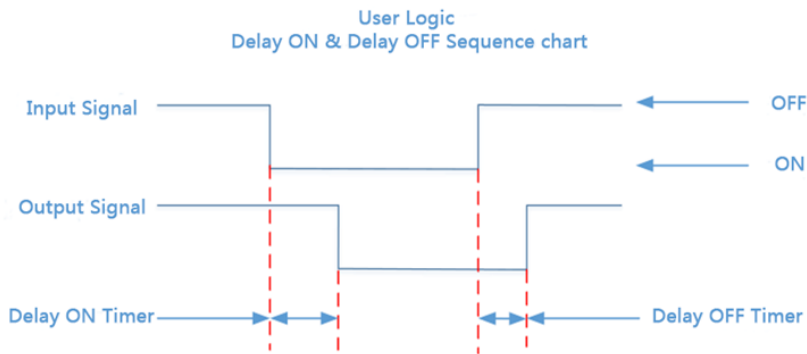 User Logic
Delay ON & Delay OFF Sequence chart
Input Signal
OFF
ON
Output Signal
Delay ON Timer
Delay OFF Timer